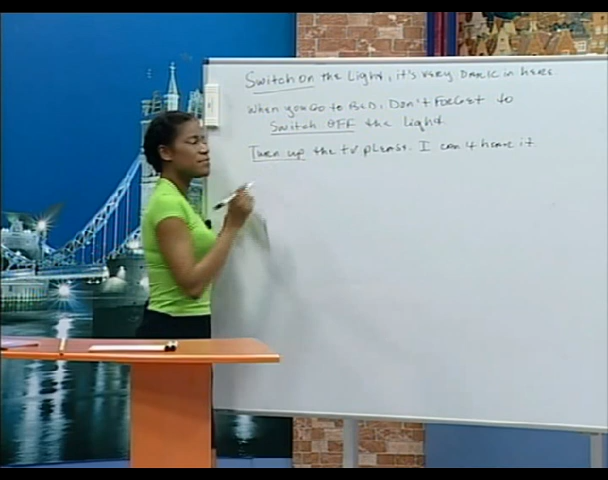 Switch on the Light, it's very Dark in here.
When you Go to BED, Don't Forget to
Switch OFF the light.
Turn up the tv please. I can't hear it